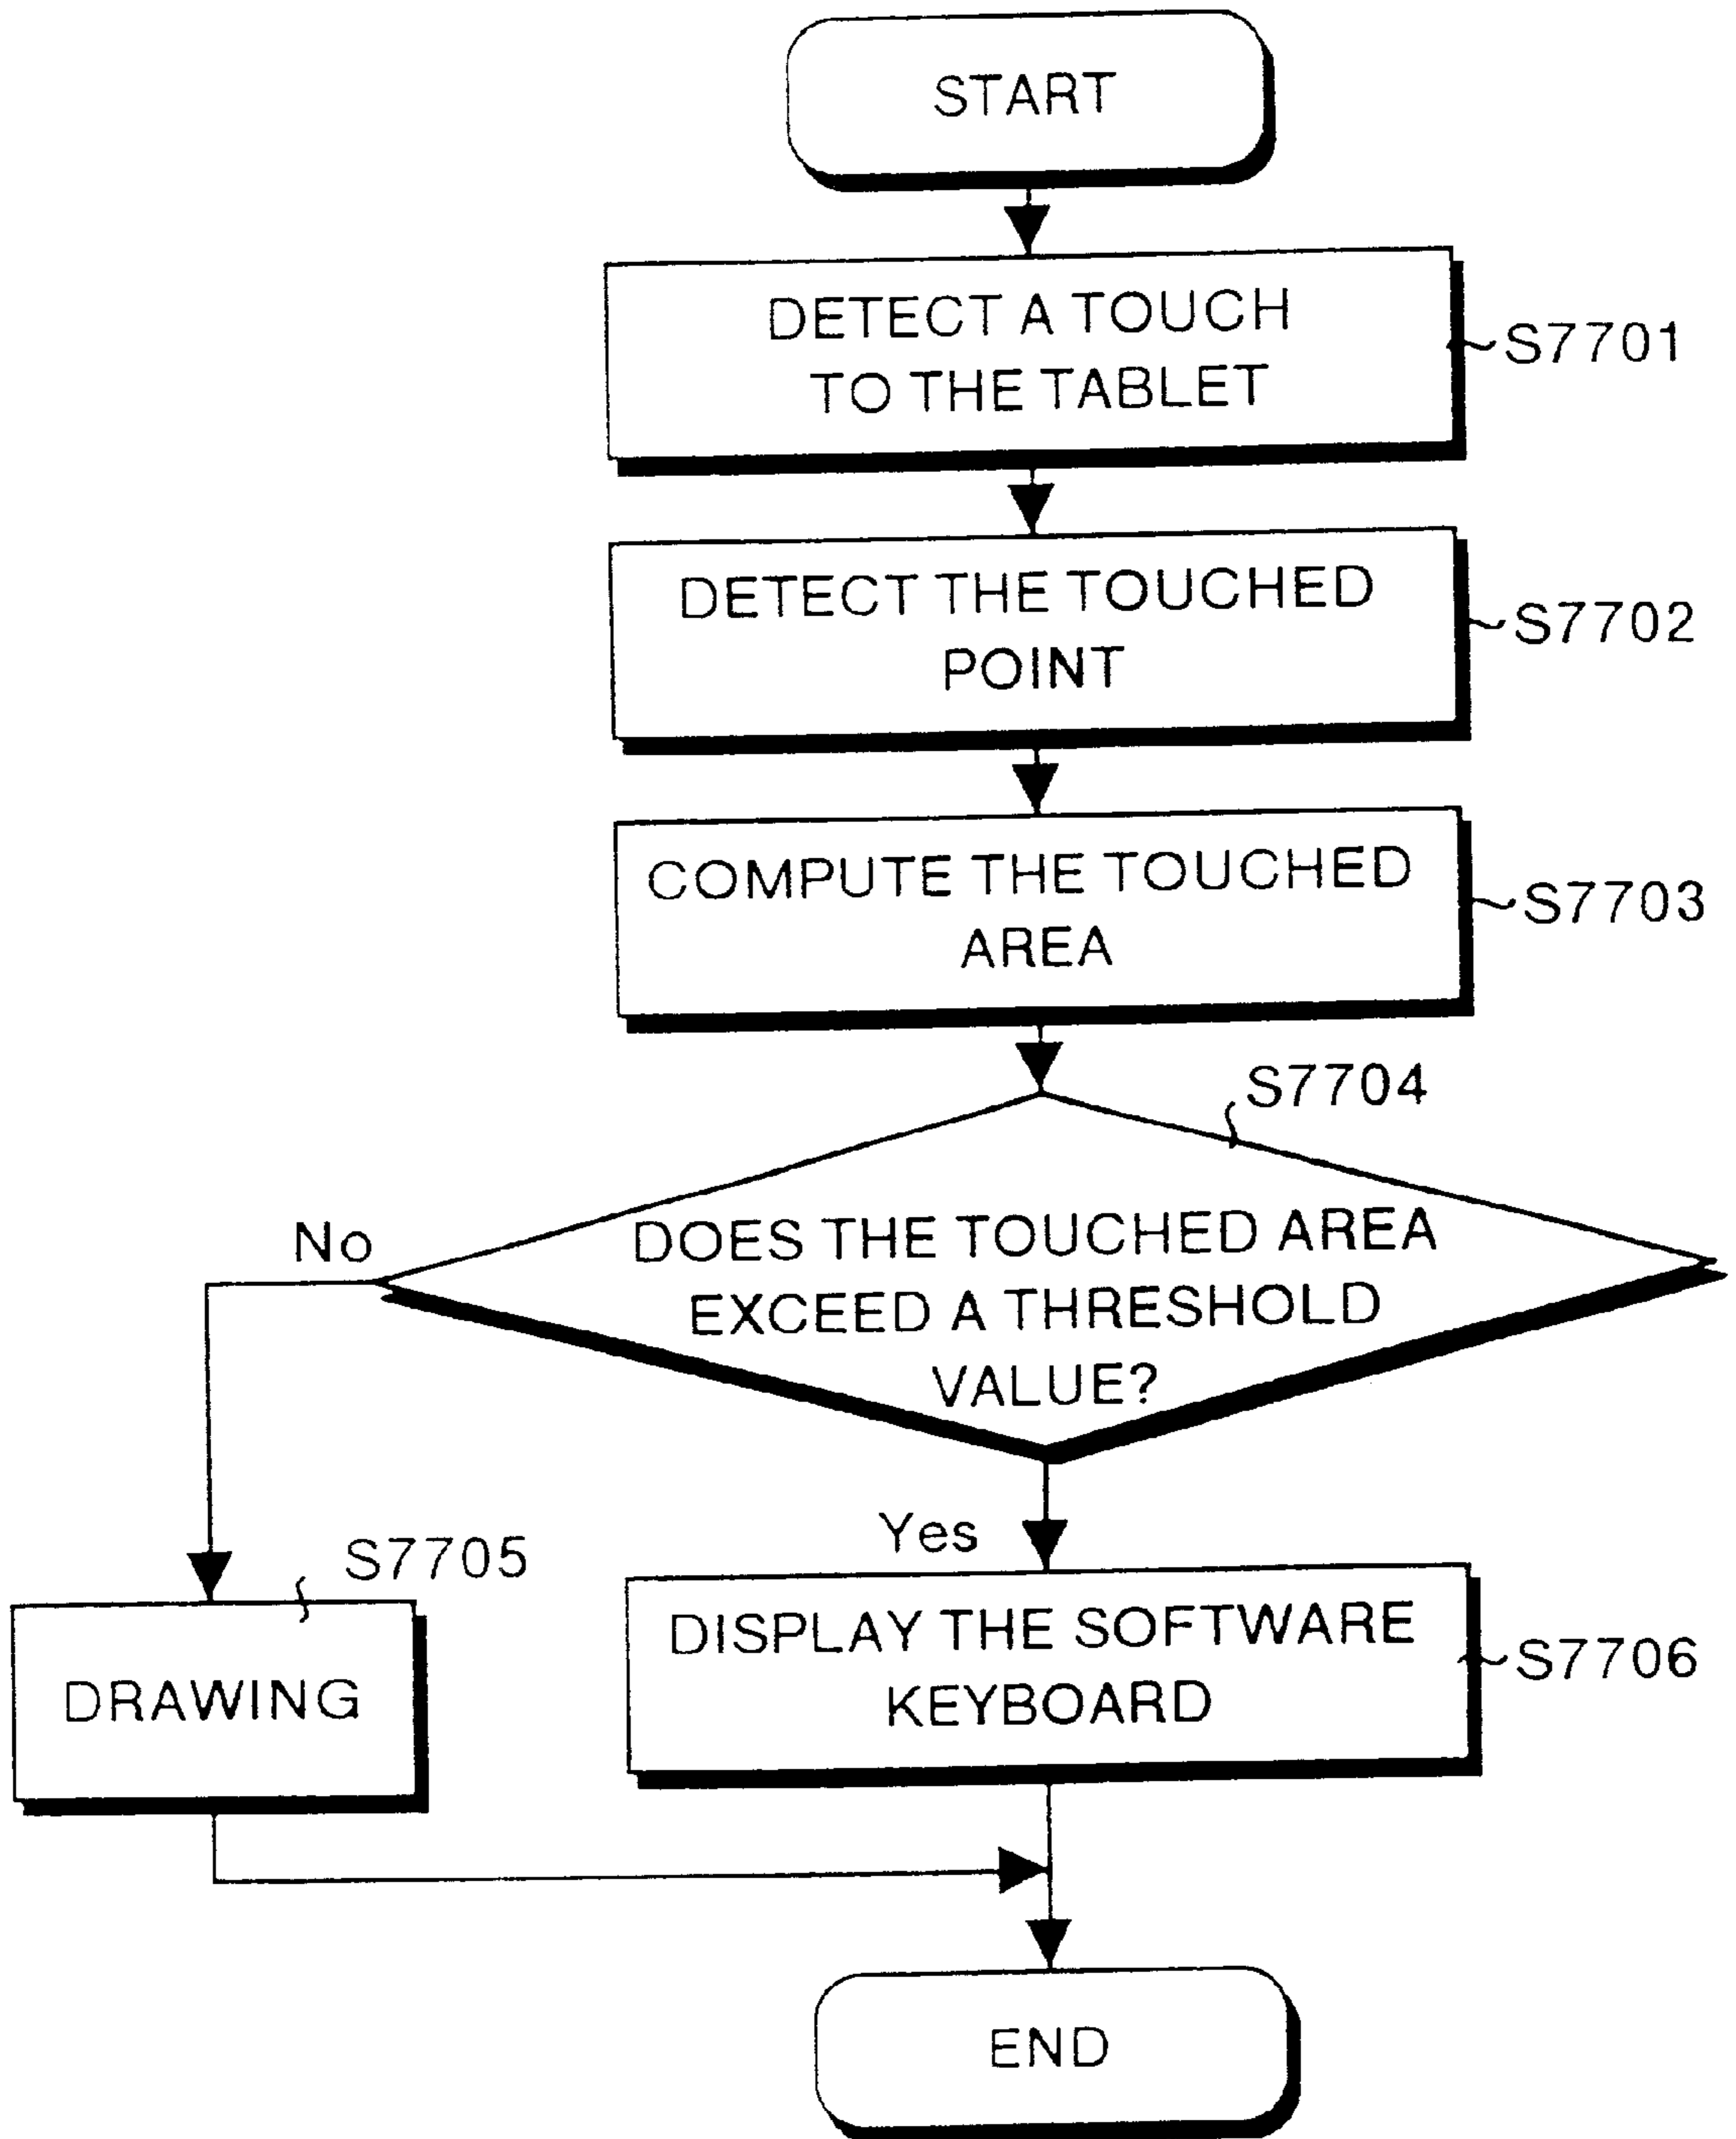 START
DETECT A TOUCH
TO THE TABLET
S7701
DETECT THE TOUCHED
POINT
S7702
COMPUTE THE TOUCHED
AREA
S7703
S7704
DOES THE TOUCHED AREA
EXCEED A THRESHOLD
VALUE?
No
Yes
S7705
DRAWING
DISPLAY THE SOFTWARE
KEYBOARD
S7706
END